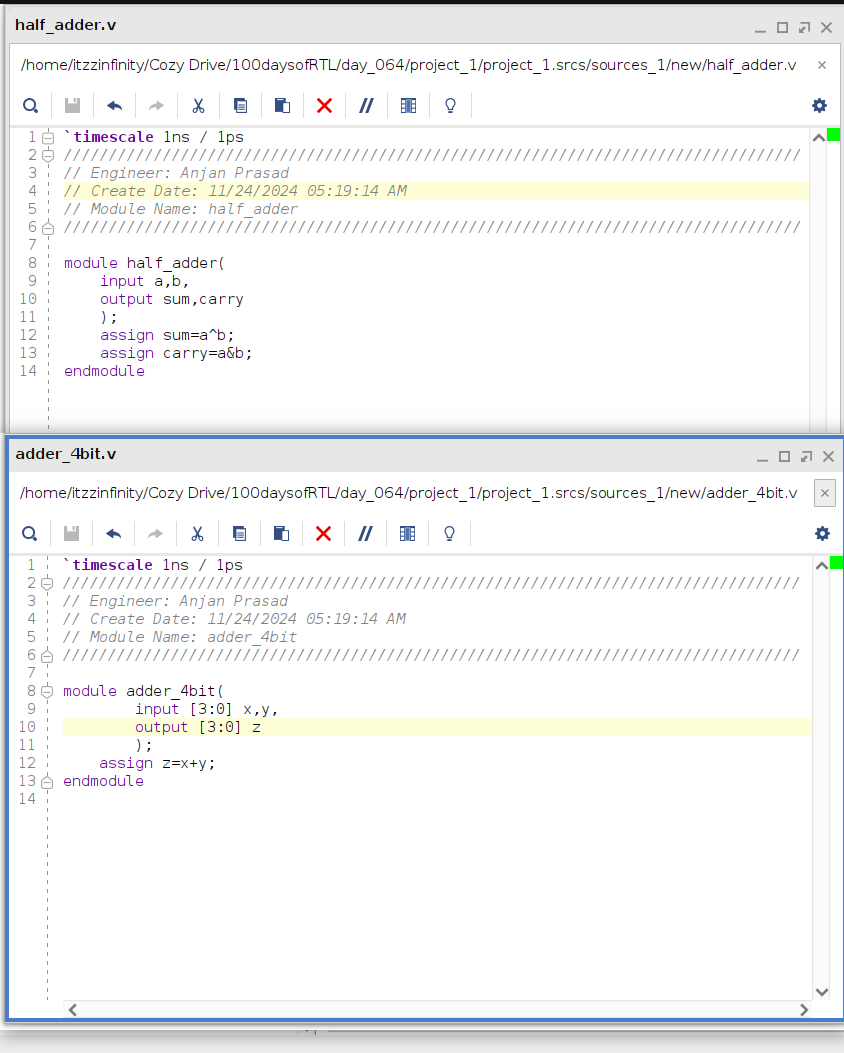 half_adder.v
/home/itzzinfinity/Cozy Drive/100daysofRTL/day_064/project_1/project_1.srcs/sources_1/new/half_adder.v
1 `timescale 1ns / 1ps
2 //////////////////////////////////////////////////////////////////////////////////
3 // Engineer: Anjan Prasad
4 // Create Date: 11/24/2024 05:19:14 AM
5 // Module Name: half_adder
6 //////////////////////////////////////////////////////////////////////////////////
7
8 module half_adder(
9     input a,b,
10     output sum,carry
11     );
12     assign sum=a^b;
13     assign carry=a&b;
14 endmodule
adder_4bit.v
/home/itzzinfinity/Cozy Drive/100daysofRTL/day_064/project_1/project_1.srcs/sources_1/new/adder_4bit.v
1 `timescale 1ns / 1ps
2 //////////////////////////////////////////////////////////////////////////////////
3 // Engineer: Anjan Prasad
4 // Create Date: 11/24/2024 05:19:14 AM
5 // Module Name: adder_4bit
6 //////////////////////////////////////////////////////////////////////////////////
7
8 module adder_4bit(
9         input [3:0] x,y,
10         output [3:0] z
11         );
12     assign z=x+y;
13 endmodule
14